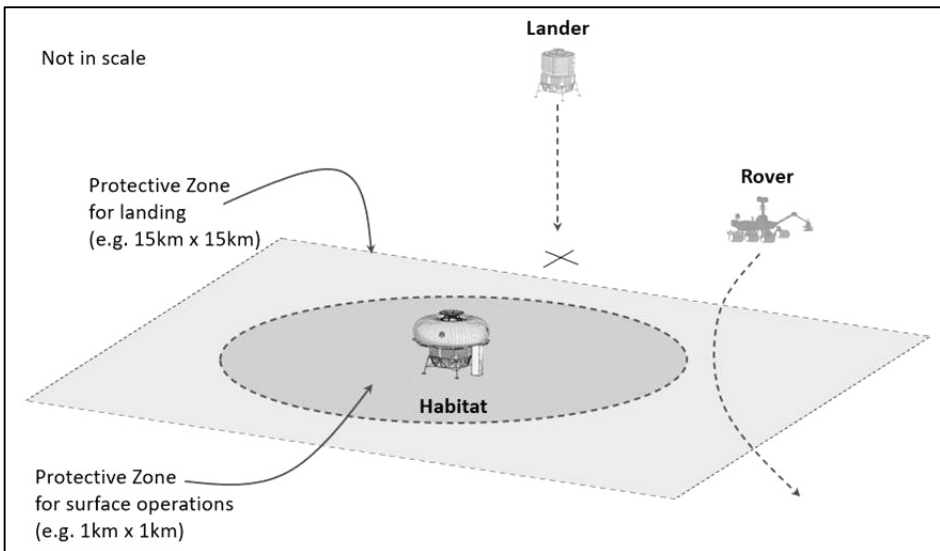 Lander
Not in scale
Protective Zone
for landing
(e.g. 15km x 15km)
Rover
Habitat
Protective Zone
for surface operations
(e.g. 1km x 1km)